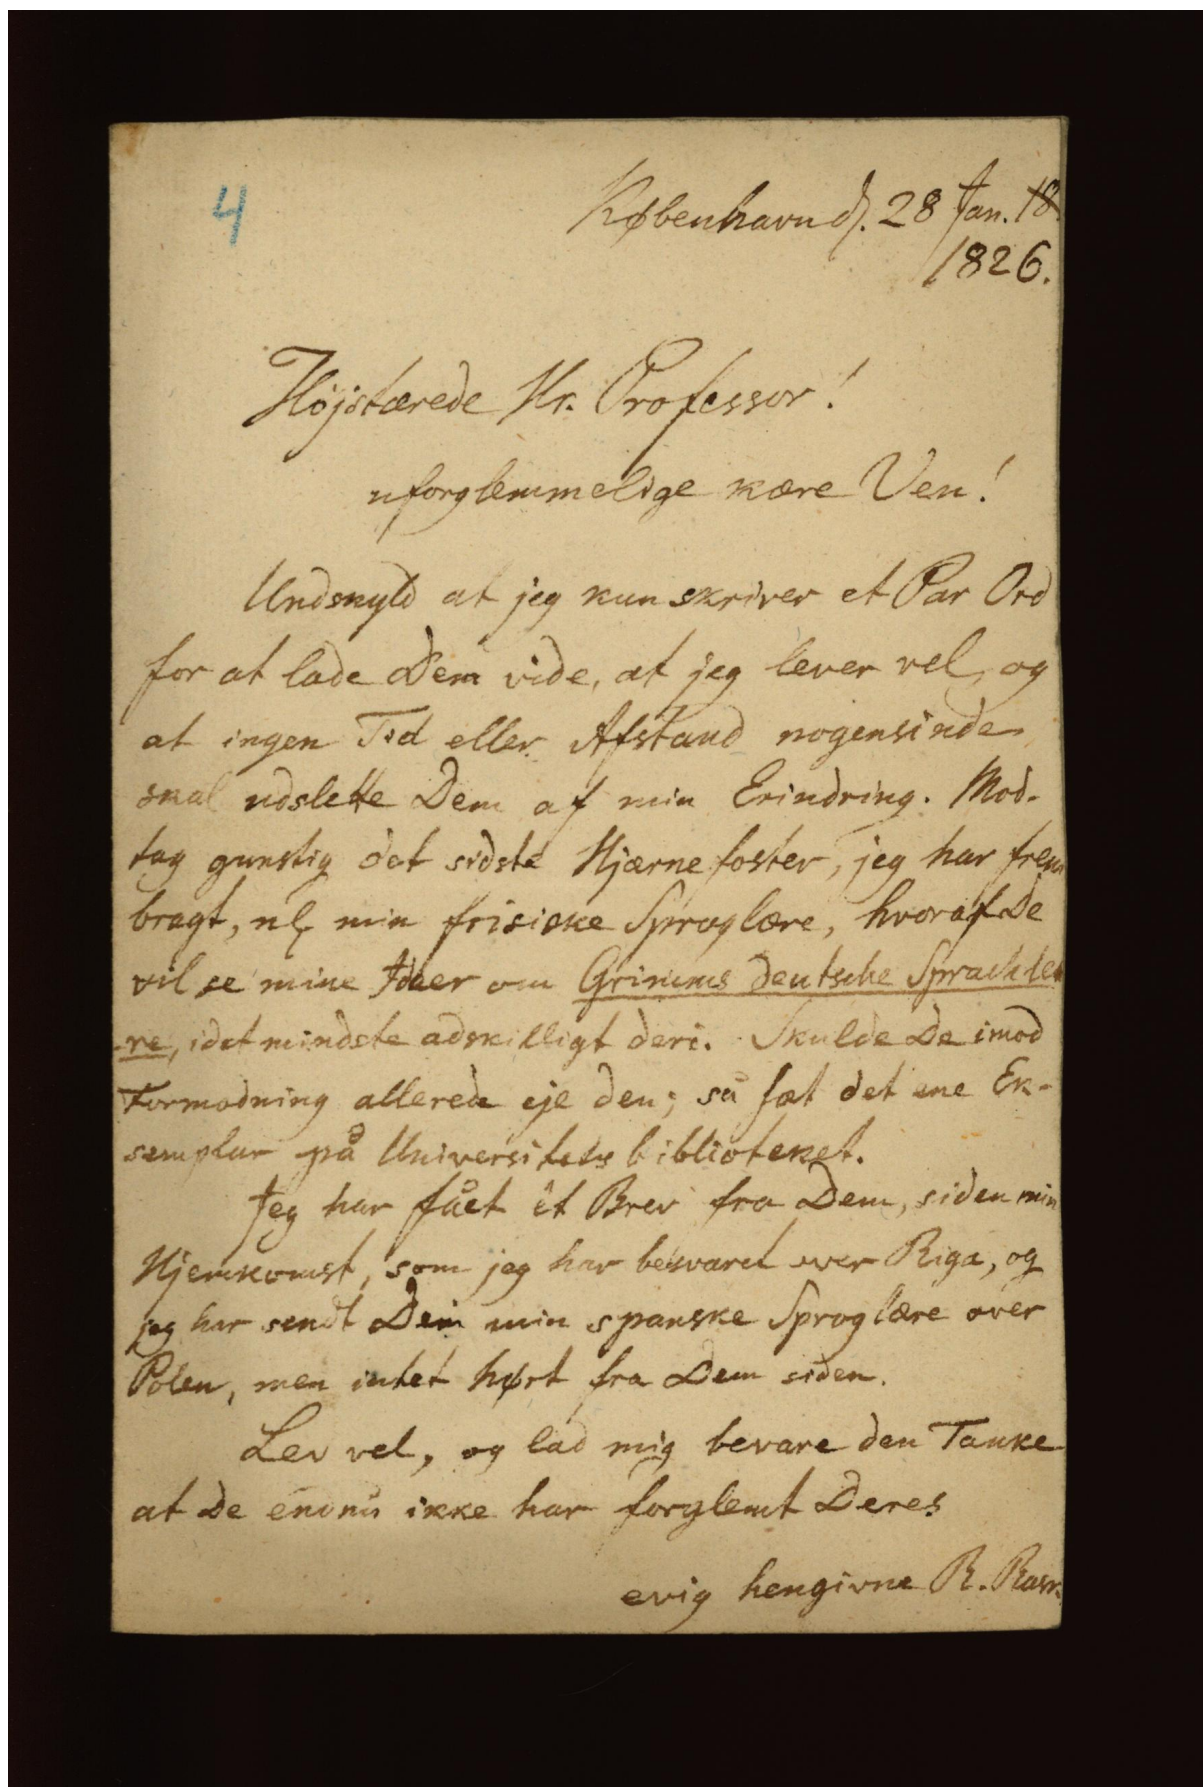 4
Københavnd. 28 Jan. 18
1826.
Höjstærede Hr. Professor!
uforglemmelige kære Ven!
Undskyld at jeg kun skriver et Par Ord
for at lade Dem vide, at jeg lever vel, og
at ingen Tid eller Afstand nogensinde
skal udslette Dem af min Erindring. Mod-
tag gunstig det sidste Hjærnefoster, jeg har frem
bragt, nl. min frisiske Sproglære, hvoraf De
vil se mine Ideer om Grimms deutsche Sprachleh
-re, idet mindste adskilligt deri. Skulde De imod
Formodning allerede eje den; så sæt det ene Ek-
semplar på Universitetsbiblioteket.
Jeg har fået ét Brev fra Dem, siden min
Hjemkomst, som jeg har besvaret over Riga, og
jeg har sendt Dem min spanske Sproglære over
Polen, men intet hørt fra Dem siden.
Lev vel, og lad mig bevare den Tanke
at De endnu ikke har forglemt Deres
evig hengivne R. Rask.